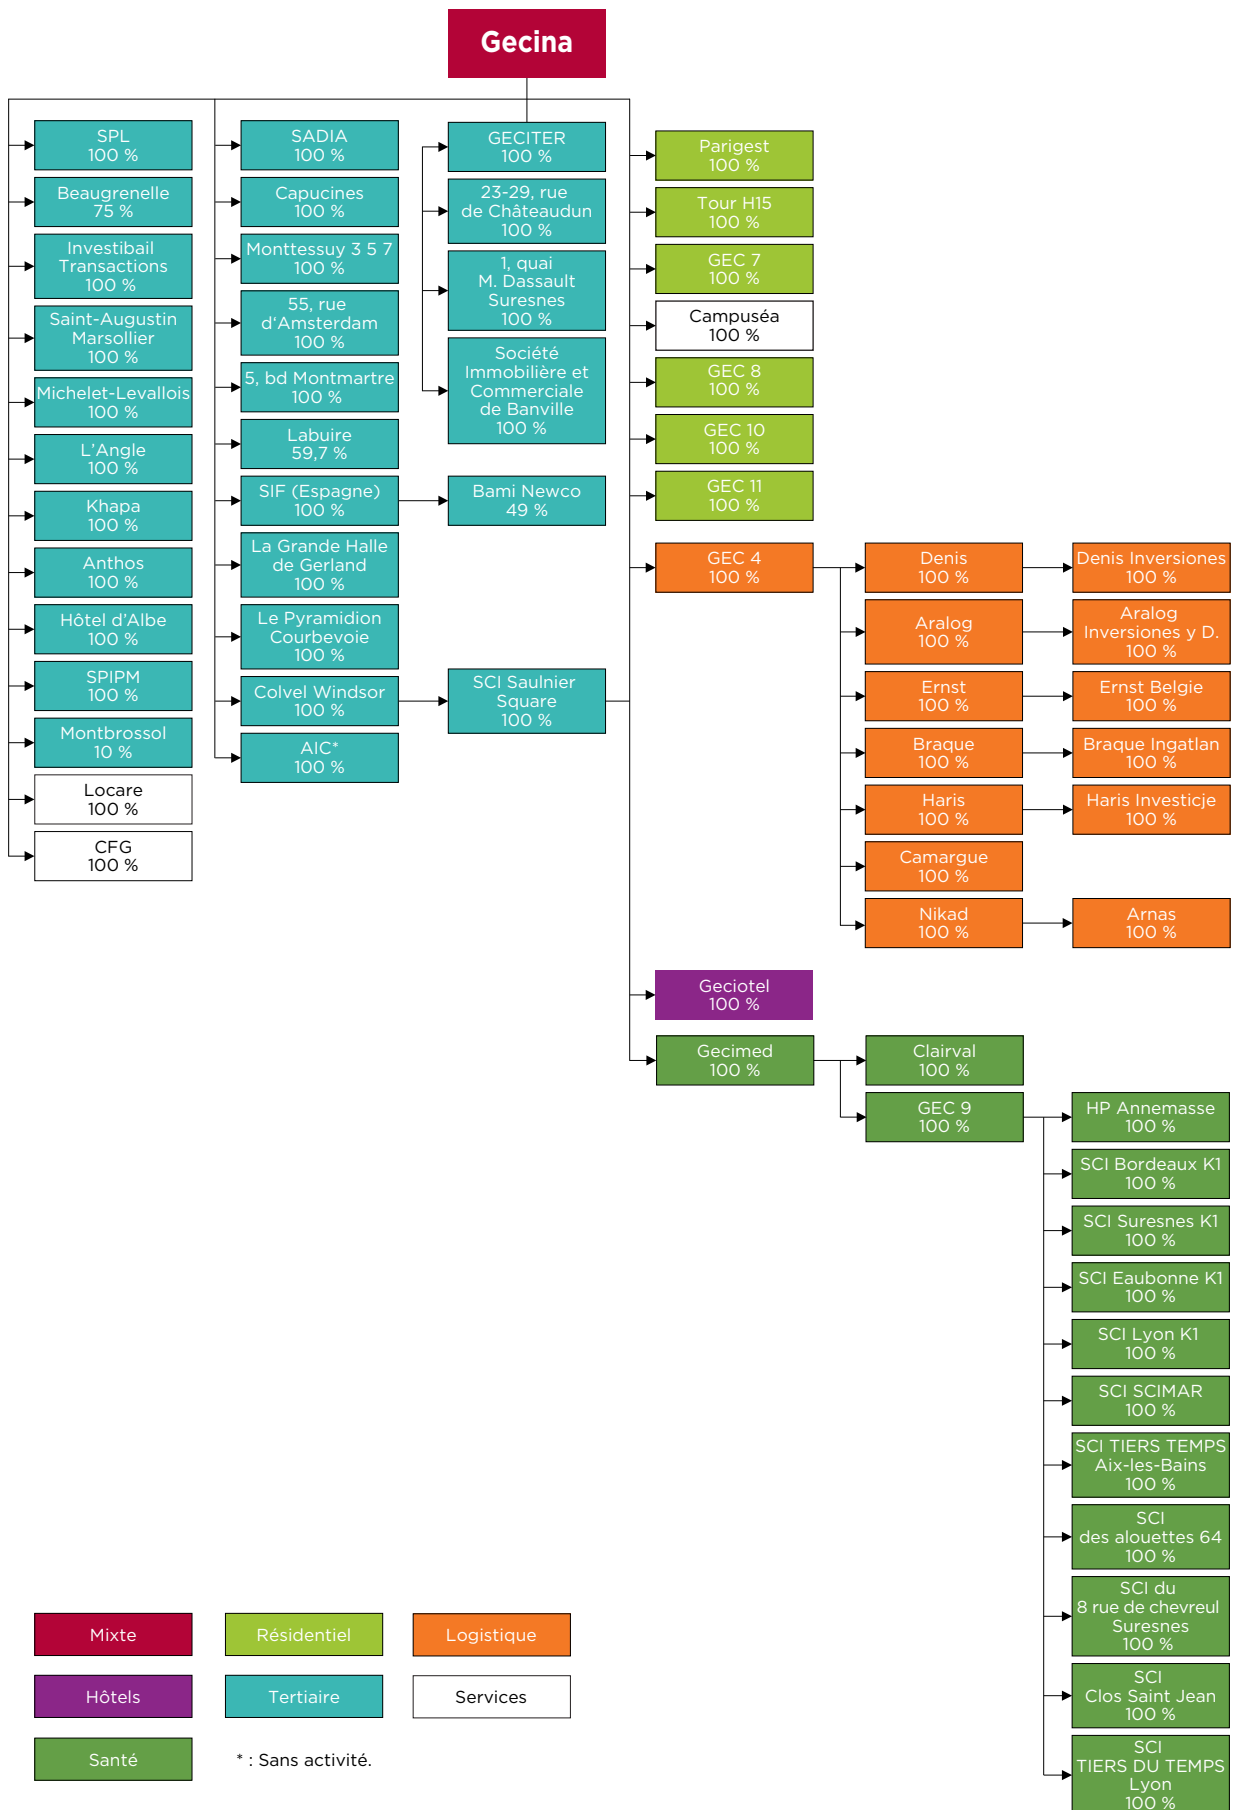 Gecina
SPL
100 %
Beaugrenelle
75 %
Investibail
Transactions
100 %
Saint-Augustin
Marsollier
100 %
Michelet-Levallois
100 %
L'Angle
100 %
Khapa
100 %
Anthos
100 %
Hôtel d'Albe
100 %
SPIPM
100 %
Montbrossol
10 %
Locare
100 %
CFG
100 %
SADIA
100 %
Capucines
100 %
Monttessuy 3 5 7
100 %
55, rue
d'Amsterdam
100 %
5, bd Montmartre
100 %
Labuire
59,7 %
SIF (Espagne)
100 %
La Grande Halle
de Gerland
100 %
Le Pyramidion
Courbevoie
100 %
Colvel Windsor
100 %
AIC*
100 %
GECITER
100 %
23-29, rue
de Châteaudun
100 %
1, quai
M. Dassault
Suresnes
100 %
Société
Immobilière et
Commerciale
de Banville
100 %
Bami Newco
49 %
SCI Saulnier
Square
100 %
Parigest
100 %
Tour H15
100 %
GEC 7
100 %
Campuséa
100 %
GEC 8
100 %
GEC 10
100 %
GEC 11
100 %
GEC 4
100 %
Denis
100 %
Denis Inversiones
100 %
Aralog
100 %
Aralog
Inversiones y D.
100 %
Ernst
100 %
Ernst Belgie
100 %
Braque
100 %
Braque Ingatlan
100 %
Haris
100 %
Haris Investicje
100 %
Camargue
100 %
Nikad
100 %
Arnas
100 %
Geciotel
100 %
Gecimed
100 %
Clairval
100 %
GEC 9
100 %
HP Annemasse
100 %
SCI Bordeaux K1
100 %
SCI Suresnes K1
100 %
SCI Eaubonne K1
100 %
SCI Lyon K1
100 %
SCI SCIMAR
100 %
SCI TIERS TEMPS
Aix-les-Bains
100 %
SCI
des alouettes 64
100 %
SCI du
8 rue de chevreul
Suresnes
100 %
SCI
Clos Saint Jean
100 %
SCI
TIERS DU TEMPS
Lyon
100 %
Mixte
Résidentiel
Logistique
Hôtels
Tertiaire
Services
Santé
* : Sans activité.